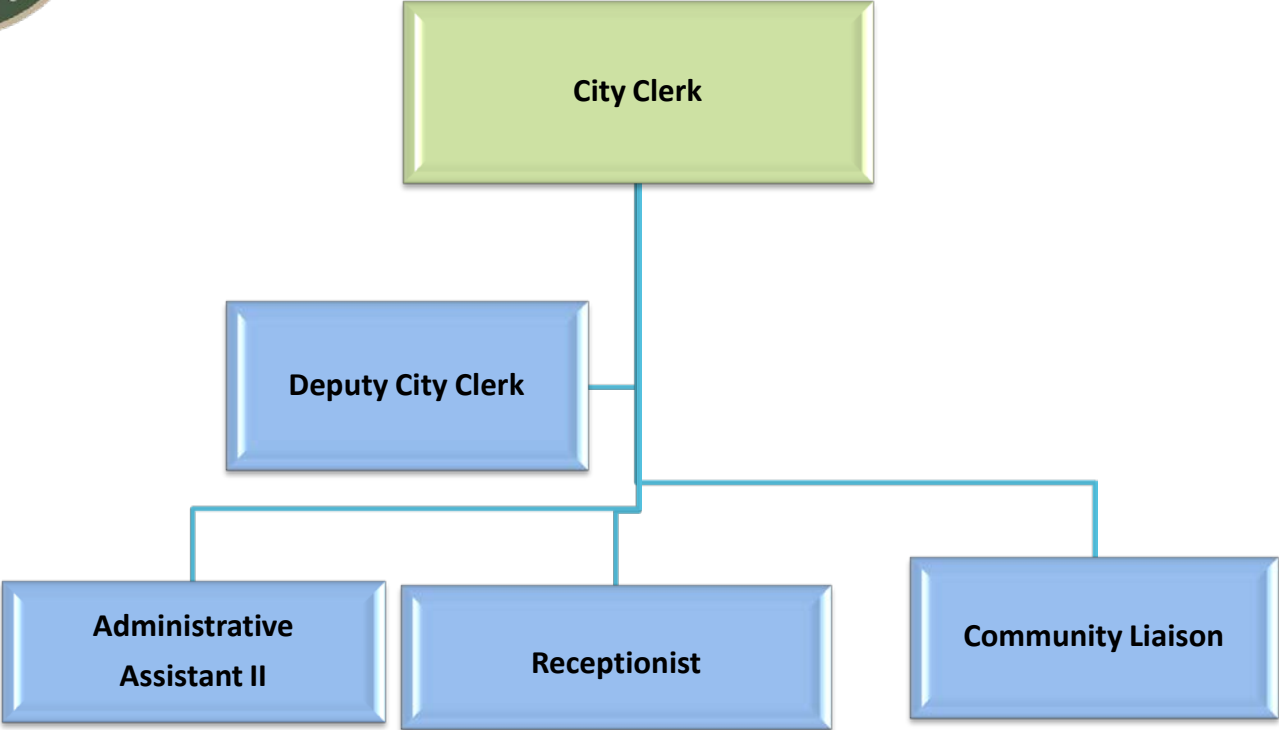 City Clerk
Deputy City Clerk
Administrative
Assistant II
Receptionist
Community Liaison